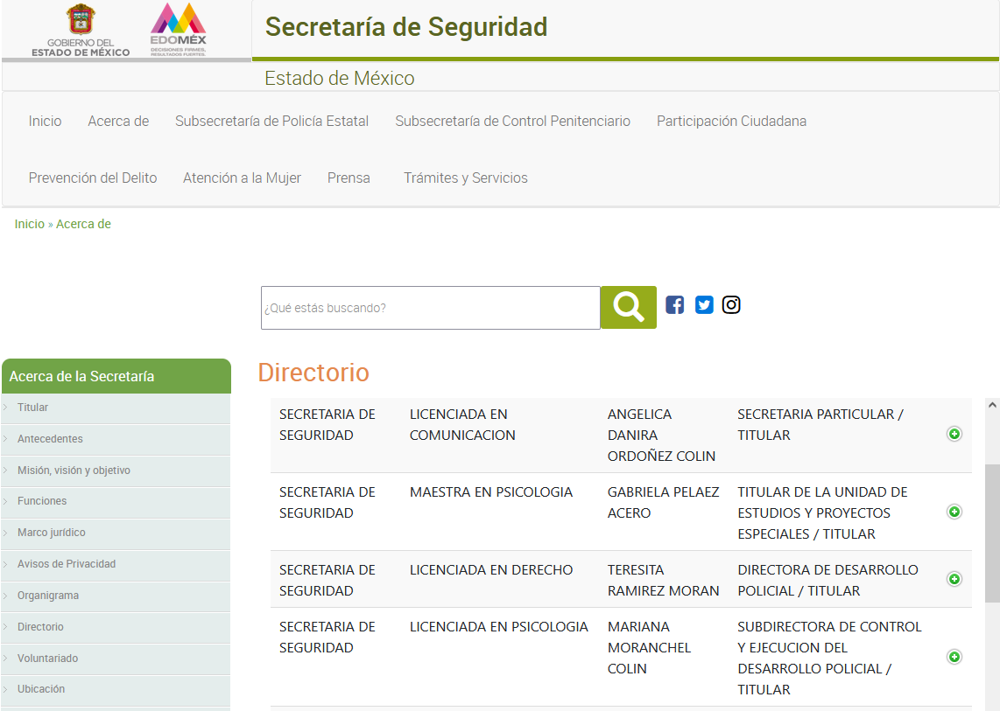 GOBIERNO DEL
ESTADO DE MÉXICO
EDOMÉX
DECISIONES FIRMES,
RESULTADOS FUERTES.
Secretaría de Seguridad
Estado de México
Inicio Acerca de Subsecretaría de Policía Estatal Subsecretaría de Control Penitenciario Participación Ciudadana
Prevención del Delito Atención a la Mujer Prensa Trámites y Servicios
Inicio » Acerca de
¿Qué estás buscando?
Acerca de la Secretaría
Titular
Antecedentes
Misión, visión y objetivo
Funciones
Marco jurídico
Avisos de Privacidad
Organigrama
Directorio
Voluntariado
Ubicación
Directorio
SECRETARIA DE LICENCIADA EN ANGELICA SECRETARIA PARTICULAR /
SEGURIDAD COMUNICACION DANIRA TITULAR
ORDOÑEZ COLIN
SECRETARIA DE MAESTRA EN PSICOLOGIA GABRIELA PELAEZ TITULAR DE LA UNIDAD DE
SEGURIDAD ACERO ESTUDIOS Y PROYECTOS
ESPECIALES / TITULAR
SECRETARIA DE LICENCIADA EN DERECHO TERESITA DIRECTORA DE DESARROLLO
SEGURIDAD RAMIREZ MORAN POLICIAL / TITULAR
SECRETARIA DE LICENCIADA EN PSICOLOGIA MARIANA SUBDIRECTORA DE CONTROL
SEGURIDAD MORANCHEL Y EJECUCION DEL
COLIN DESARROLLO POLICIAL /
TITULAR